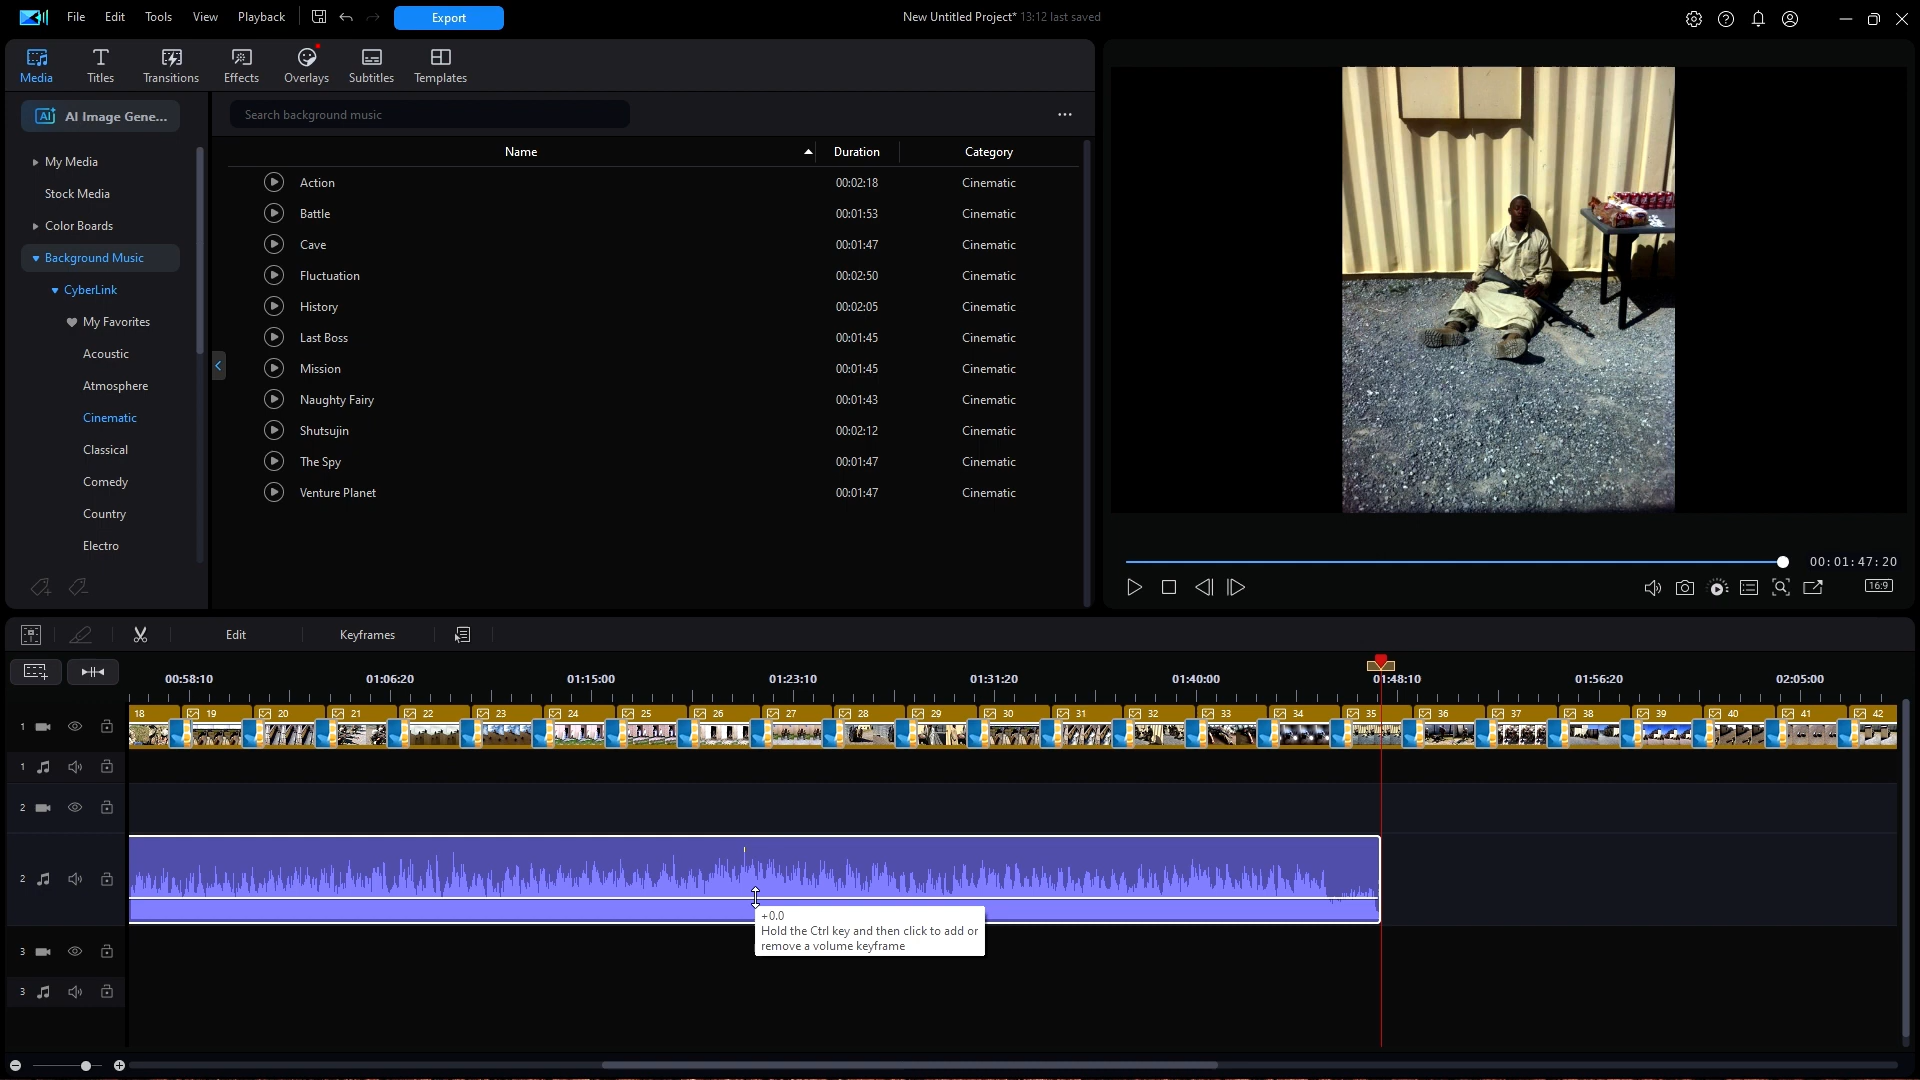 File Edit Tools View Playback Export New Untitled Project* 13:12 last saved
Media Titles Transitions Effects Overlays Subtitles Templates
AI AI Image Gene...
Search background music
My Media
Stock Media
Color Boards
Background Music
CyberLink
My Favorites
Acoustic
Atmosphere
Cinematic
Classical
Comedy
Country
Electro
Name Duration Category
Action 00:02:18 Cinematic
Battle 00:01:53 Cinematic
Cave 00:01:47 Cinematic
Fluctuation 00:02:50 Cinematic
History 00:02:05 Cinematic
Last Boss 00:01:45 Cinematic
Mission 00:01:45 Cinematic
Naughty Fairy 00:01:43 Cinematic
Shutsujin 00:02:12 Cinematic
The Spy 00:01:47 Cinematic
Venture Planet 00:01:47 Cinematic
00:01:47:20
16:9
Edit Keyframes
00:58:10 01:06:20 01:15:00 01:23:10 01:31:20 01:40:00 01:48:10 01:56:20 02:05:00
18 19 20 21 22 23 24 25 26 27 28 29 30 31 32 33 34 35 36 37 38 39 40 41 42
1
1
2
2
+0.0
Hold the Ctrl key and then click to add or
remove a volume keyframe
3
3